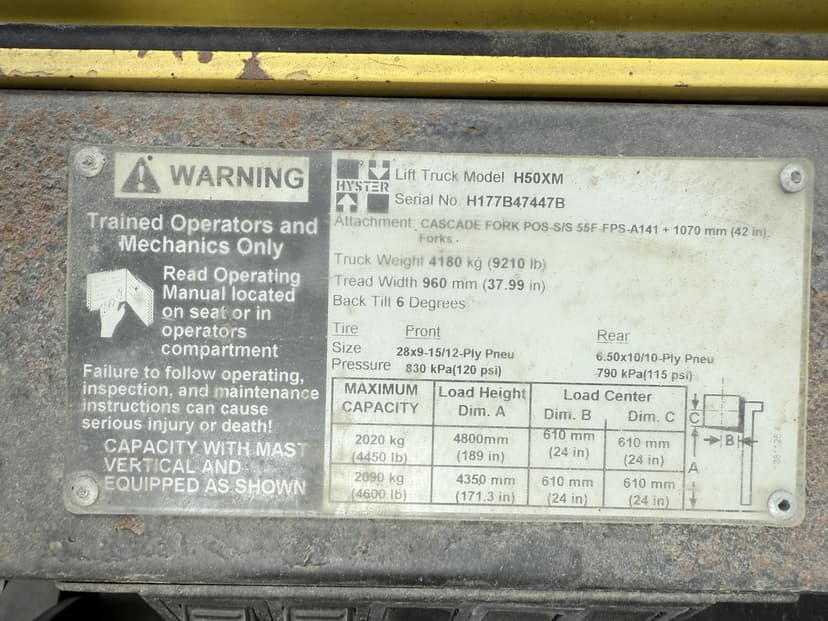 WARNING
Trained Operators and
Mechanics Only
Read Operating
Manual located
on seat or in
operators
compartment
Failure to follow operating,
inspection, and maintenance
instructions can cause
serious injury or death!
CAPACITY WITH MAST
VERTICAL AND
EQUIPPED AS SHOWN
HYSTER
Lift Truck Model H50XM
Serial No. H177B47447B
Attachment CASCADE FORK POS S/S 55F-FPS-A141 + 1070 mm (42 in).
Forks.
Truck Weight 4180 kg (9210 lb)
Tread Width 960 mm (37.99 in)
Back Tilt 6 Degrees
Tire Front Rear
Size 28x9-15/12-Ply Pneu 6.50x10/10-Ply Pneu
Pressure 830 kPa(120 psi) 790 kPa(115 psi)
MAXIMUM CAPACITY Load Height Dim. A Load Center Dim. B Dim. C
2020 kg (4450 lb) 4800mm (189 in) 610 mm (24 in) 610 mm (24 in)
2090 kg (4600 lb) 4350 mm (171.3 in) 610 mm (24 in) 610 mm (24 in)
C
B
A